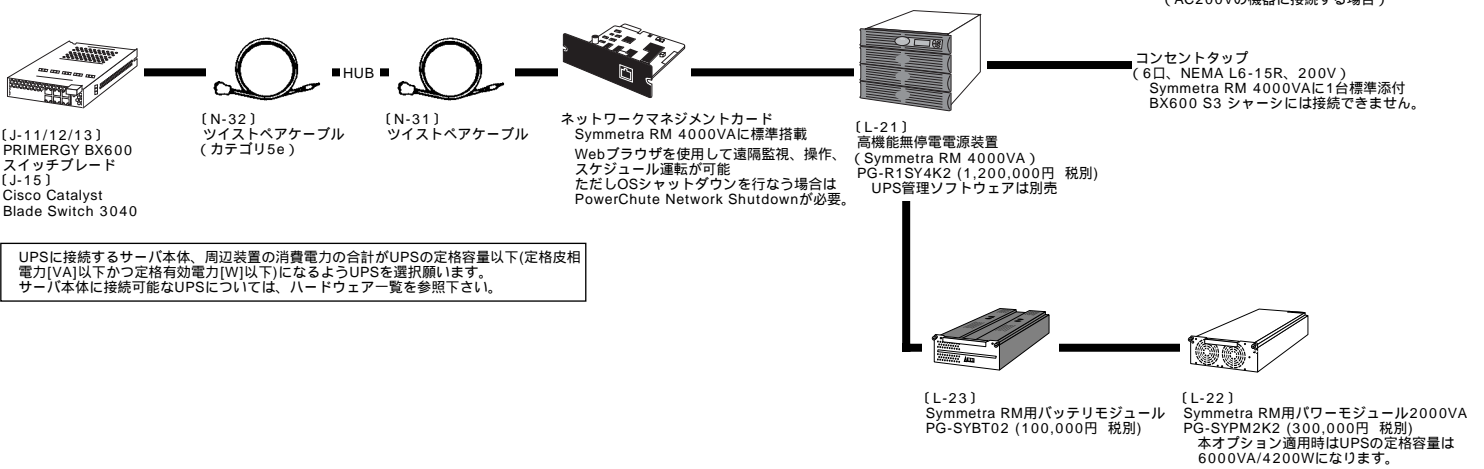 (AC200Vの機器に接続する場合)
HUB
コンセントタップ
(6口、NEMA L6-15R、200V)
Symmetra RM 4000VAに1台標準添付
BX600 S3 シャーシには接続できません。
〔J-11/12/13〕
PRIMERGY BX600
スイッチブレード
〔J-15〕
Cisco Catalyst
Blade Switch 3040
〔N-32〕
ツイストペアケーブル
(カテゴリ5e)
〔N-31〕
ツイストペアケーブル
ネットワークマネジメントカード
Symmetra RM 4000VAに標準搭載
Webブラウザを使用して遠隔監視、操作、
スケジュール運転が可能
ただしOSシャットダウンを行なう場合は
PowerChute Network Shutdownが必要。
〔L-21〕
高機能無停電電源装置
(Symmetra RM 4000VA)
PG-R1SY4K2 (1,200,000円 税別)
UPS管理ソフトウェアは別売
UPSに接続するサーバ本体、周辺装置の消費電力の合計がUPSの定格容量以下(定格皮相
電力[VA]以下かつ定格有効電力[W]以下)になるようUPSを選択願います。
サーバ本体に接続可能なUPSについては、ハードウェア一覧を参照下さい。
〔L-23〕
Symmetra RM用バッテリモジュール
PG-SYBT02 (100,000円 税別)
〔L-22〕
Symmetra RM用パワーモジュール2000VA
PG-SYPM2K2 (300,000円 税別)
本オプション適用時はUPSの定格容量は
6000VA/4200Wになります。